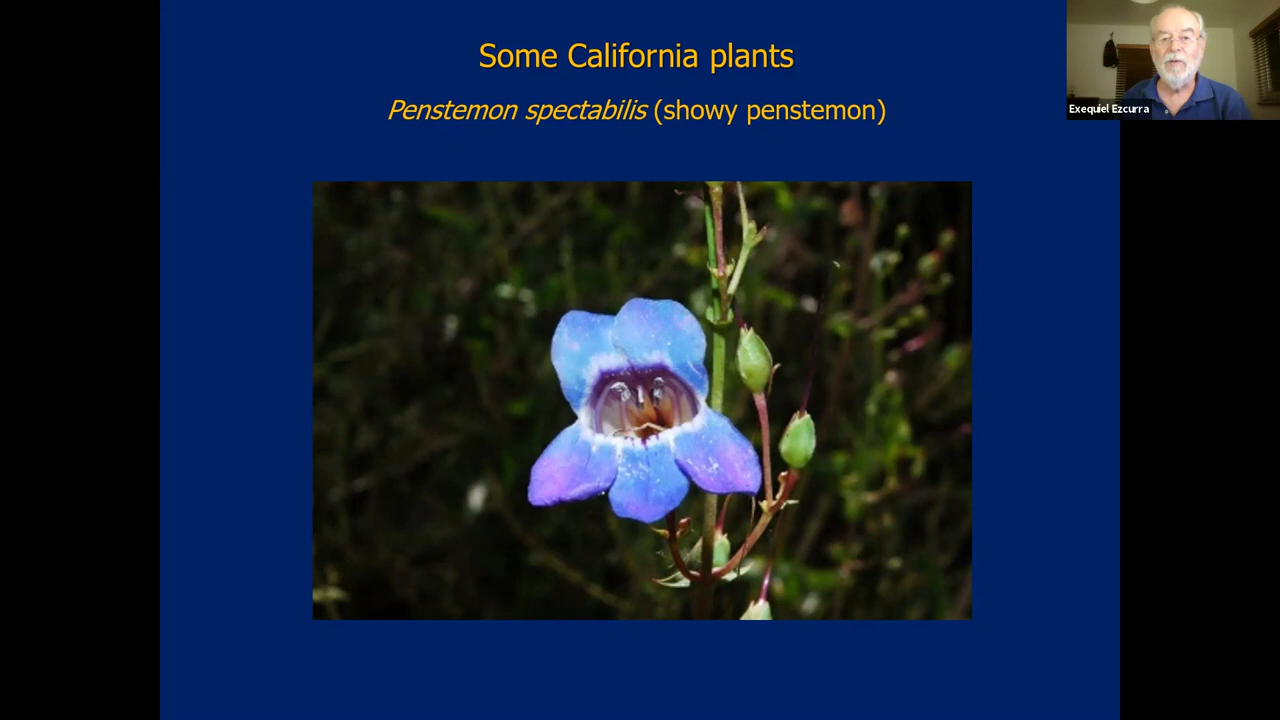 Some California plants
Penstemon spectabilis (showy penstemon)
Exequiel Ezcurra